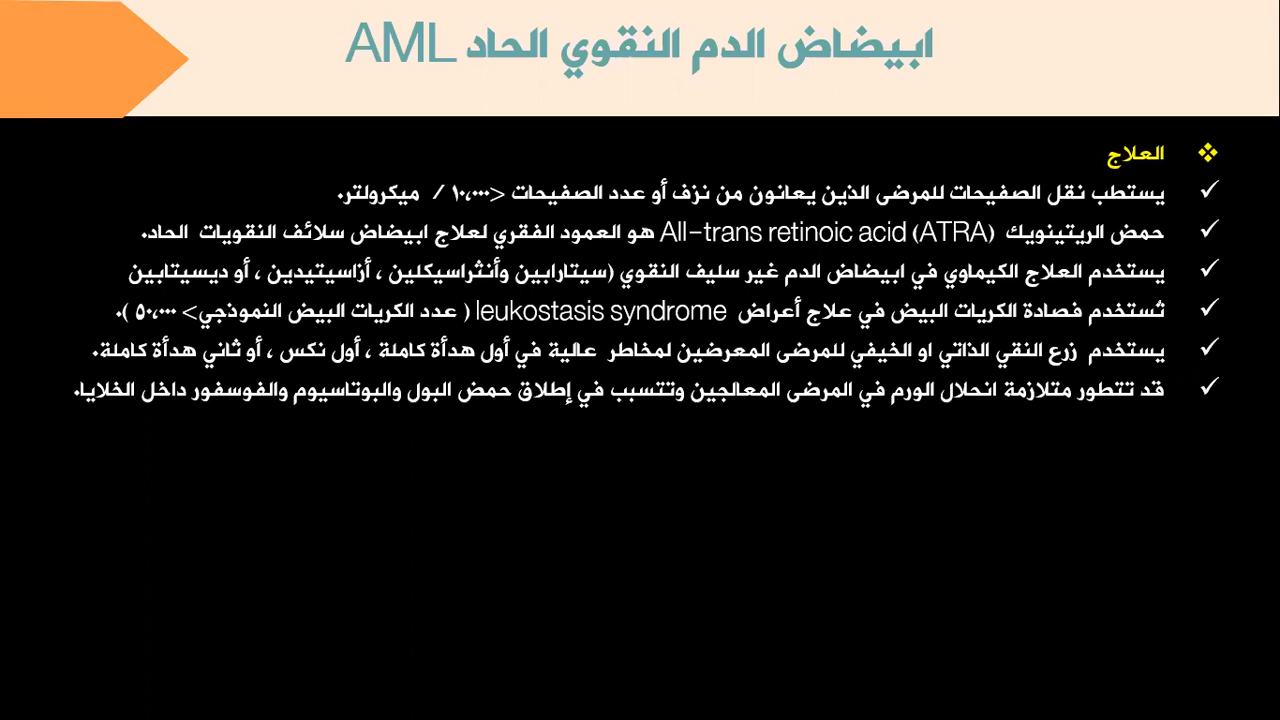 ابيضاض الدم النقوي الحاد AML
العلاج
يستطب نقل الصفيحات للمرضى الذين يعانون من نزف أو عدد الصفيحات <١٠،٠٠٠ / ميكرولتر.
حمض الريتينويك All-trans retinoic acid (ATRA) هو العمود الفقري لعلاج ابيضاض سلائف النقويات الحاد.
يستخدم العلاج الكيماوي في ابيضاض الدم غير سليف النقوي (سيتارابين وأنثراسيكلين ، أزاسيتيدين ، أو ديسيتابين
تُستخدم فصادة الكريات البيض في علاج أعراض leukostasis syndrome ( عدد الكريات البيض النموذجي> ٥٠،٠٠٠ ).
يستخدم زرع النقي الذاتي او الخيفي للمرضى المعرضين لمخاطر عالية في أول هدأة كاملة ، أول نكس ، أو ثاني هدأة كاملة.
قد تتطور متلازمة انحلال الورم في المرضى المعالجين وتتسبب في إطلاق حمض البول والبوتاسيوم والفوسفور داخل الخلايا.